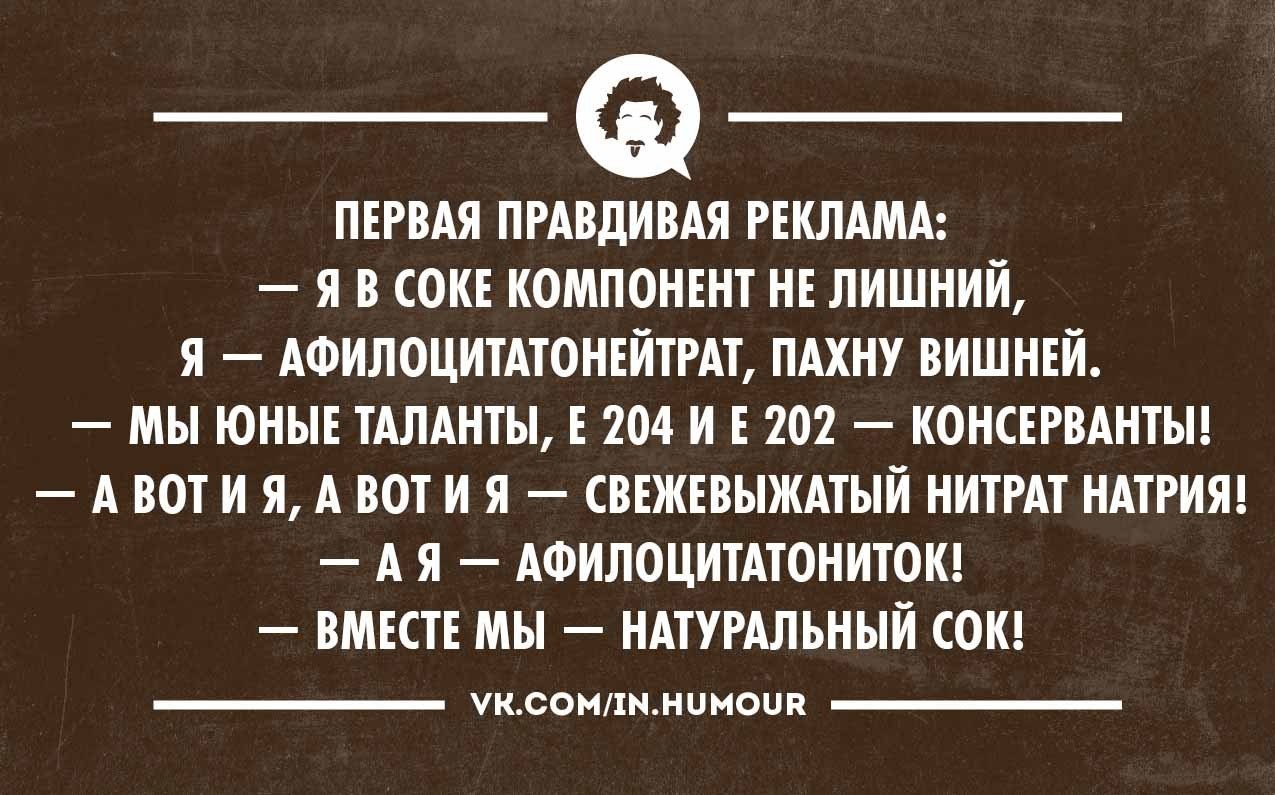 ПЕРВАЯ ПРАВДИВАЯ РЕКЛАМА:
— Я В СОКЕ КОМПОНЕНТ НЕ ЛИШНИЙ,
Я — АФИЛОЦИТАТОНЕЙТРАТ, ПАХНУ ВИШНЕЙ.
— МЫ ЮНЫЕ ТАЛАНТЫ, Е 204 И Е 202 — КОНСЕРВАНТЫ!
— А ВОТ И Я, А ВОТ И Я — СВЕЖЕВЫЖАТЫЙ НИТРАТ НАТРИЯ!
— А Я — АФИЛОЦИТАТОНИТОК!
— ВМЕСТЕ МЫ — НАТУРАЛЬНЫЙ СОК!
VK.COM/IN.HUMOUR